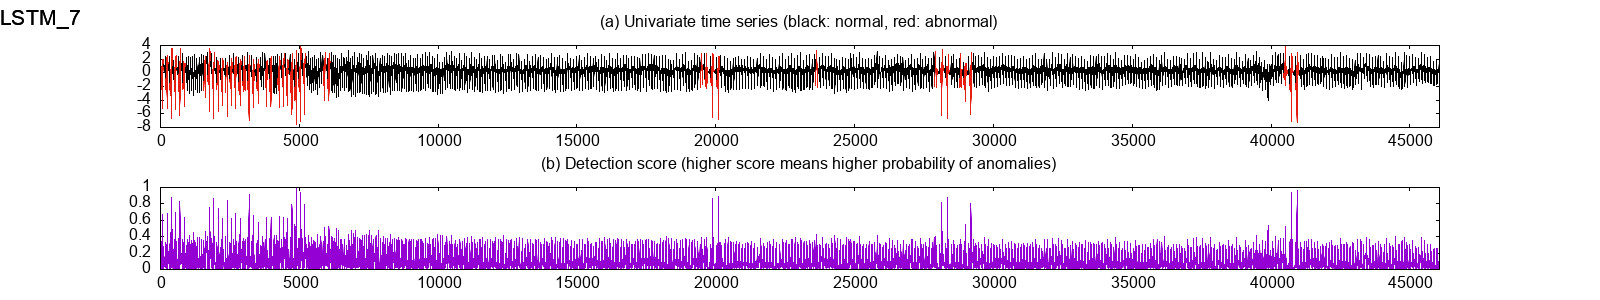 LSTM_7
(a) Univariate time series (black: normal, red: abnormal)
4
2
0
-2
-4
-6
-8
0 5000 10000 15000 20000 25000 30000 35000 40000 45000
(b) Detection score (higher score means higher probability of anomalies)
1
0.8
0.6
0.4
0.2
0
0 5000 10000 15000 20000 25000 30000 35000 40000 45000